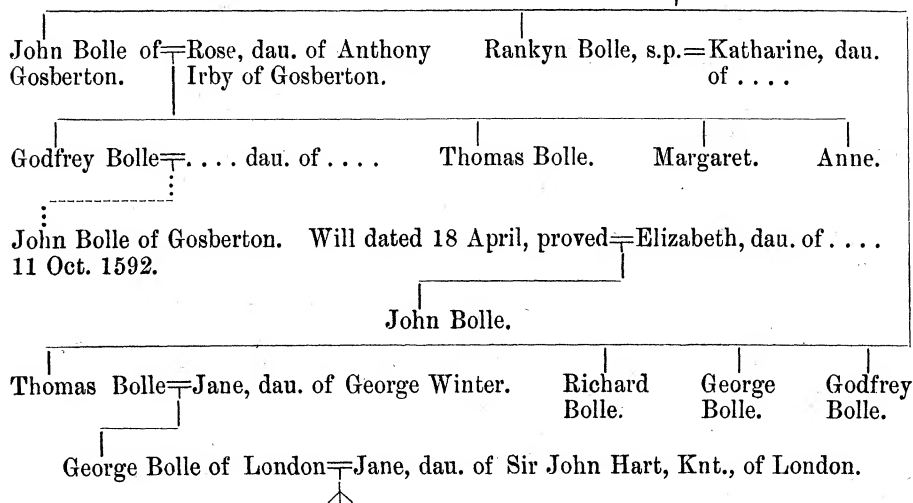 John Bolle of=Rose, dau. of Anthony Rankyn Bolle, s.p.=Katharine, dau.
Gosberton. Irby of Gosberton. of . . . .
Godfrey Bolle=. . . . dau. of . . . . Thomas Bolle. Margaret. Anne.
John Bolle of Gosberton. Will dated 18 April, proved=Elizabeth, dau. of . . . .
11 Oct. 1592.
John Bolle.
Thomas Bolle=Jane, dau. of George Winter. Richard George Godfrey
Bolle. Bolle. Bolle.
George Bolle of London=Jane, dau. of Sir John Hart, Knt., of London.